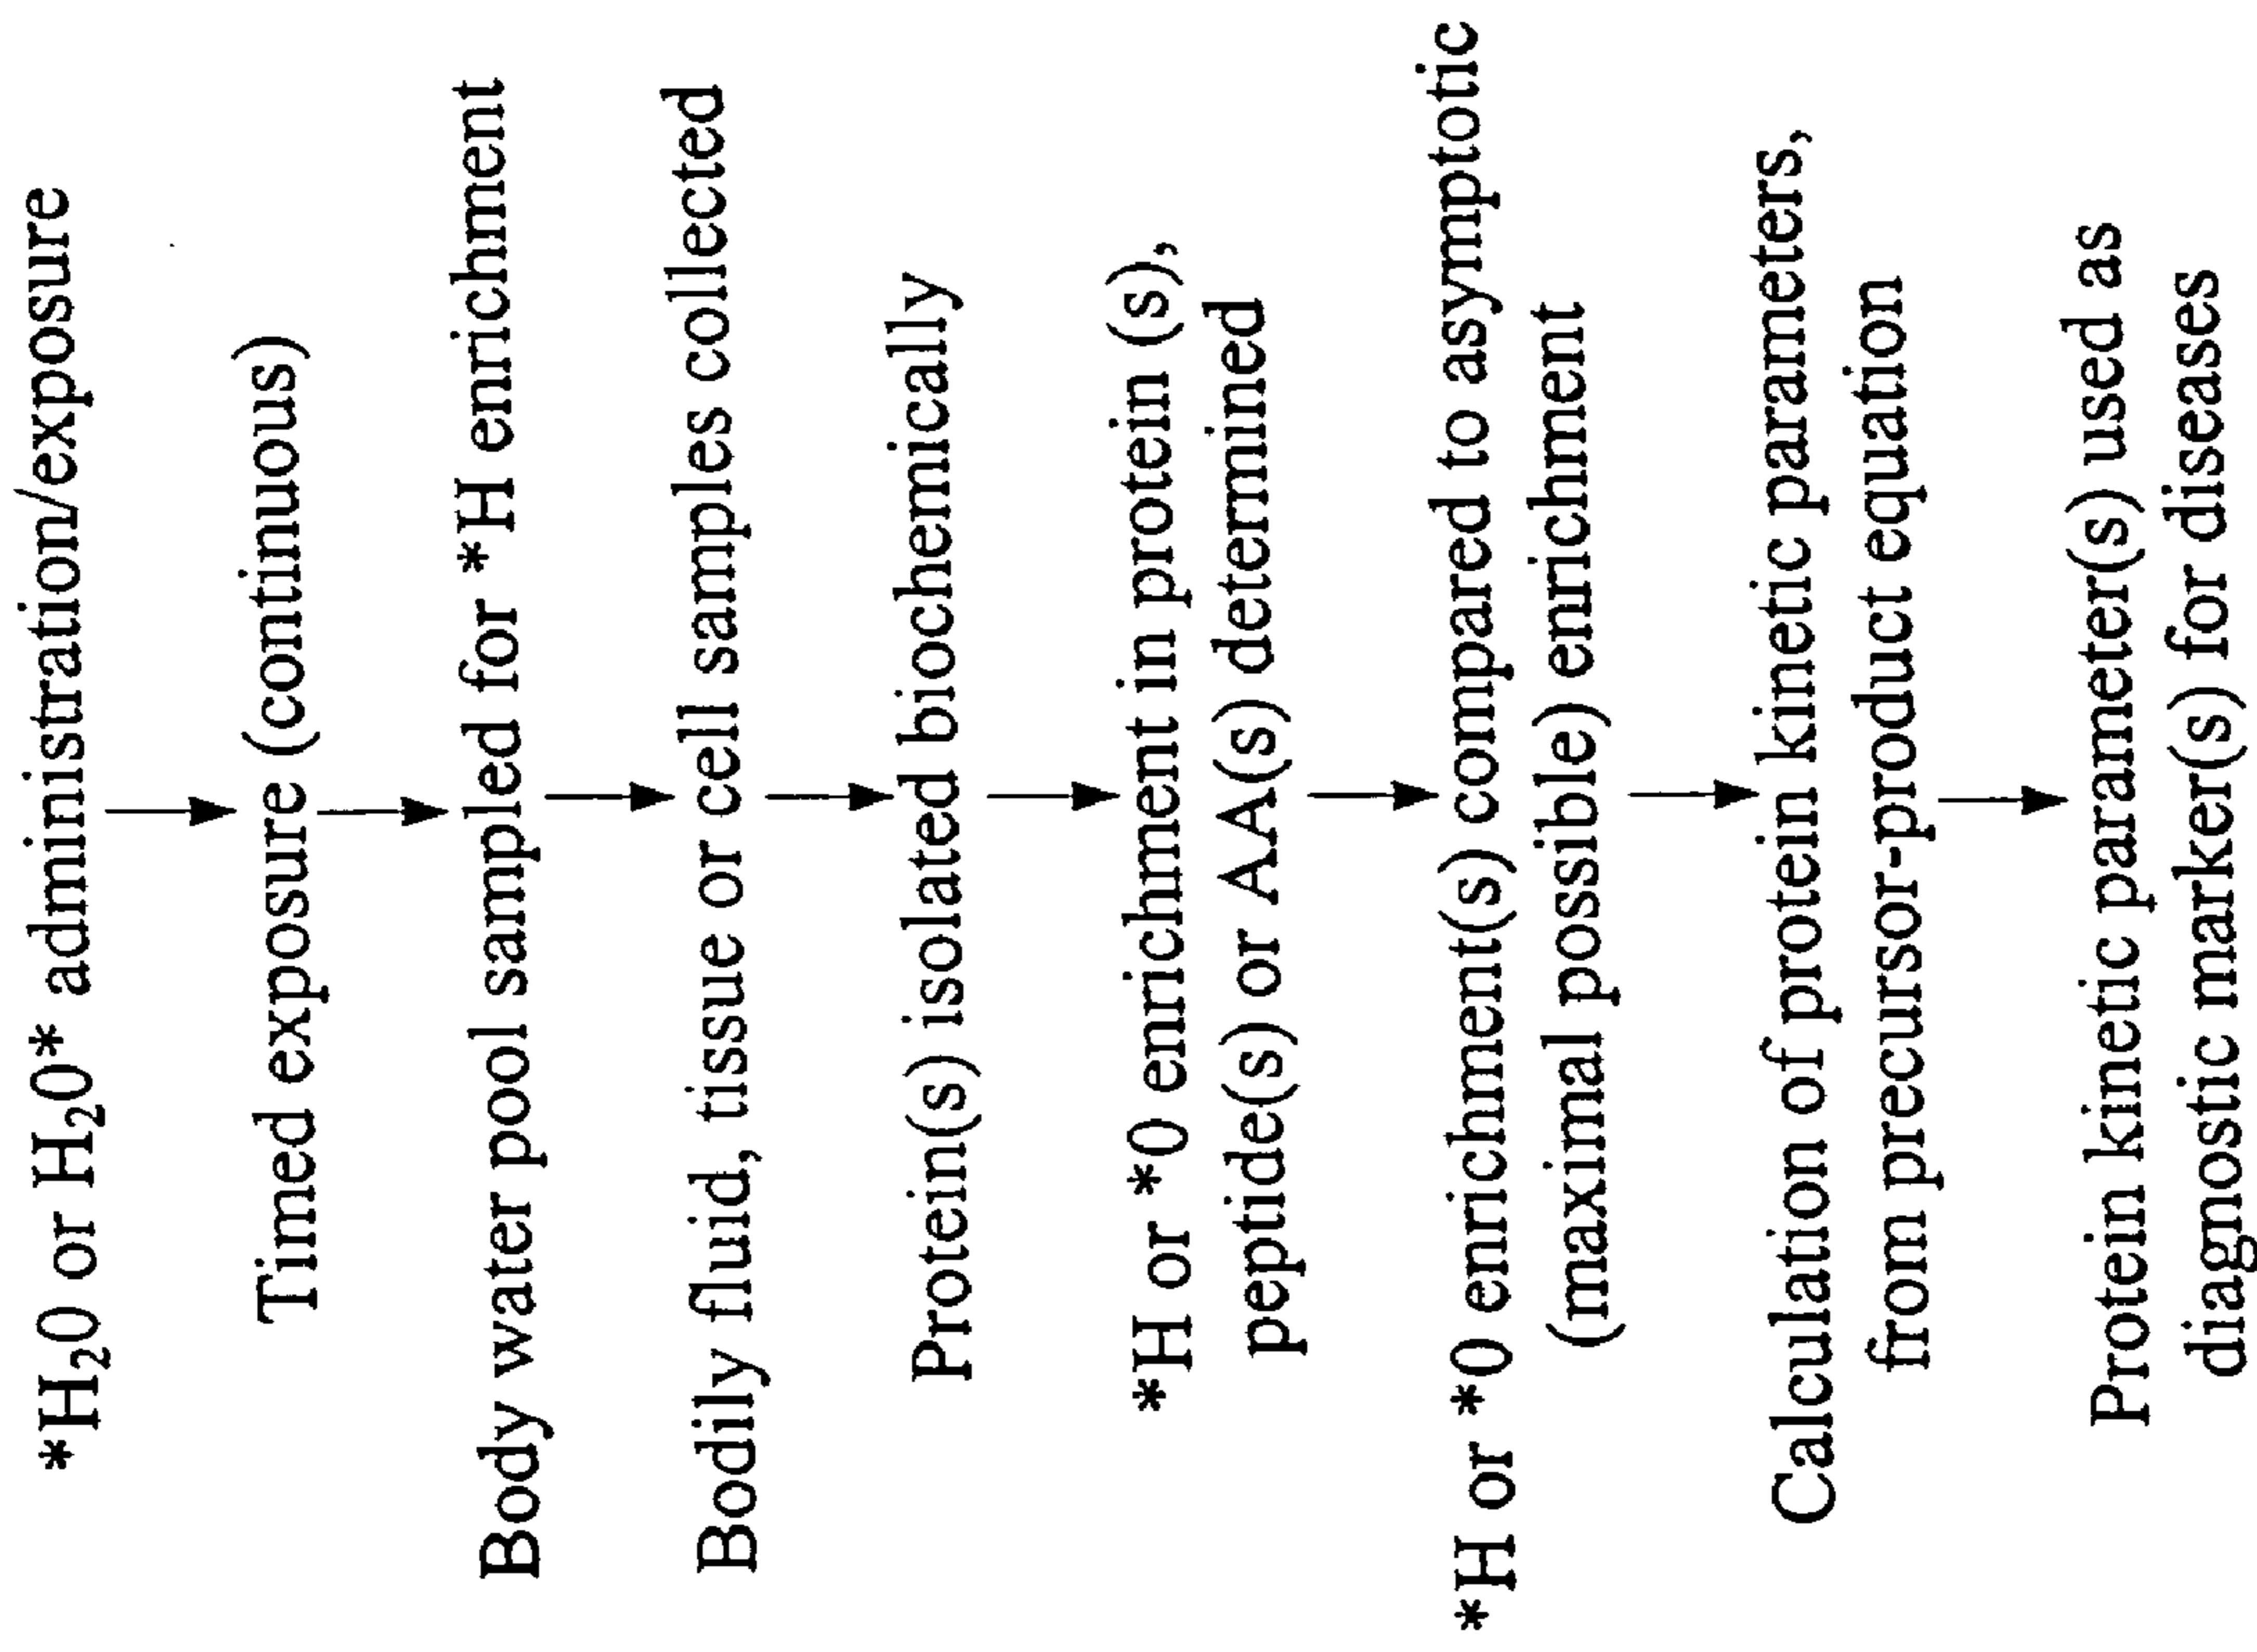 *H₂0 or H₂0* administration/exposure
Timed exposure (continuous)
Body water pool sampled for *H enrichment
Bodily fluid, tissue or cell samples collected
Protein(s) isolated biochemically
*H or *0 enrichment in protein (s),
peptide(s) or AA(s) determined
*H or *0 enrichment(s) compared to asymptotic
(maximal possible) enrichment
Calculation of protein kinetic parameters,
from precursor-product equation
Protein kinetic parameter(s) used as
diagnostic marker(s) for diseases